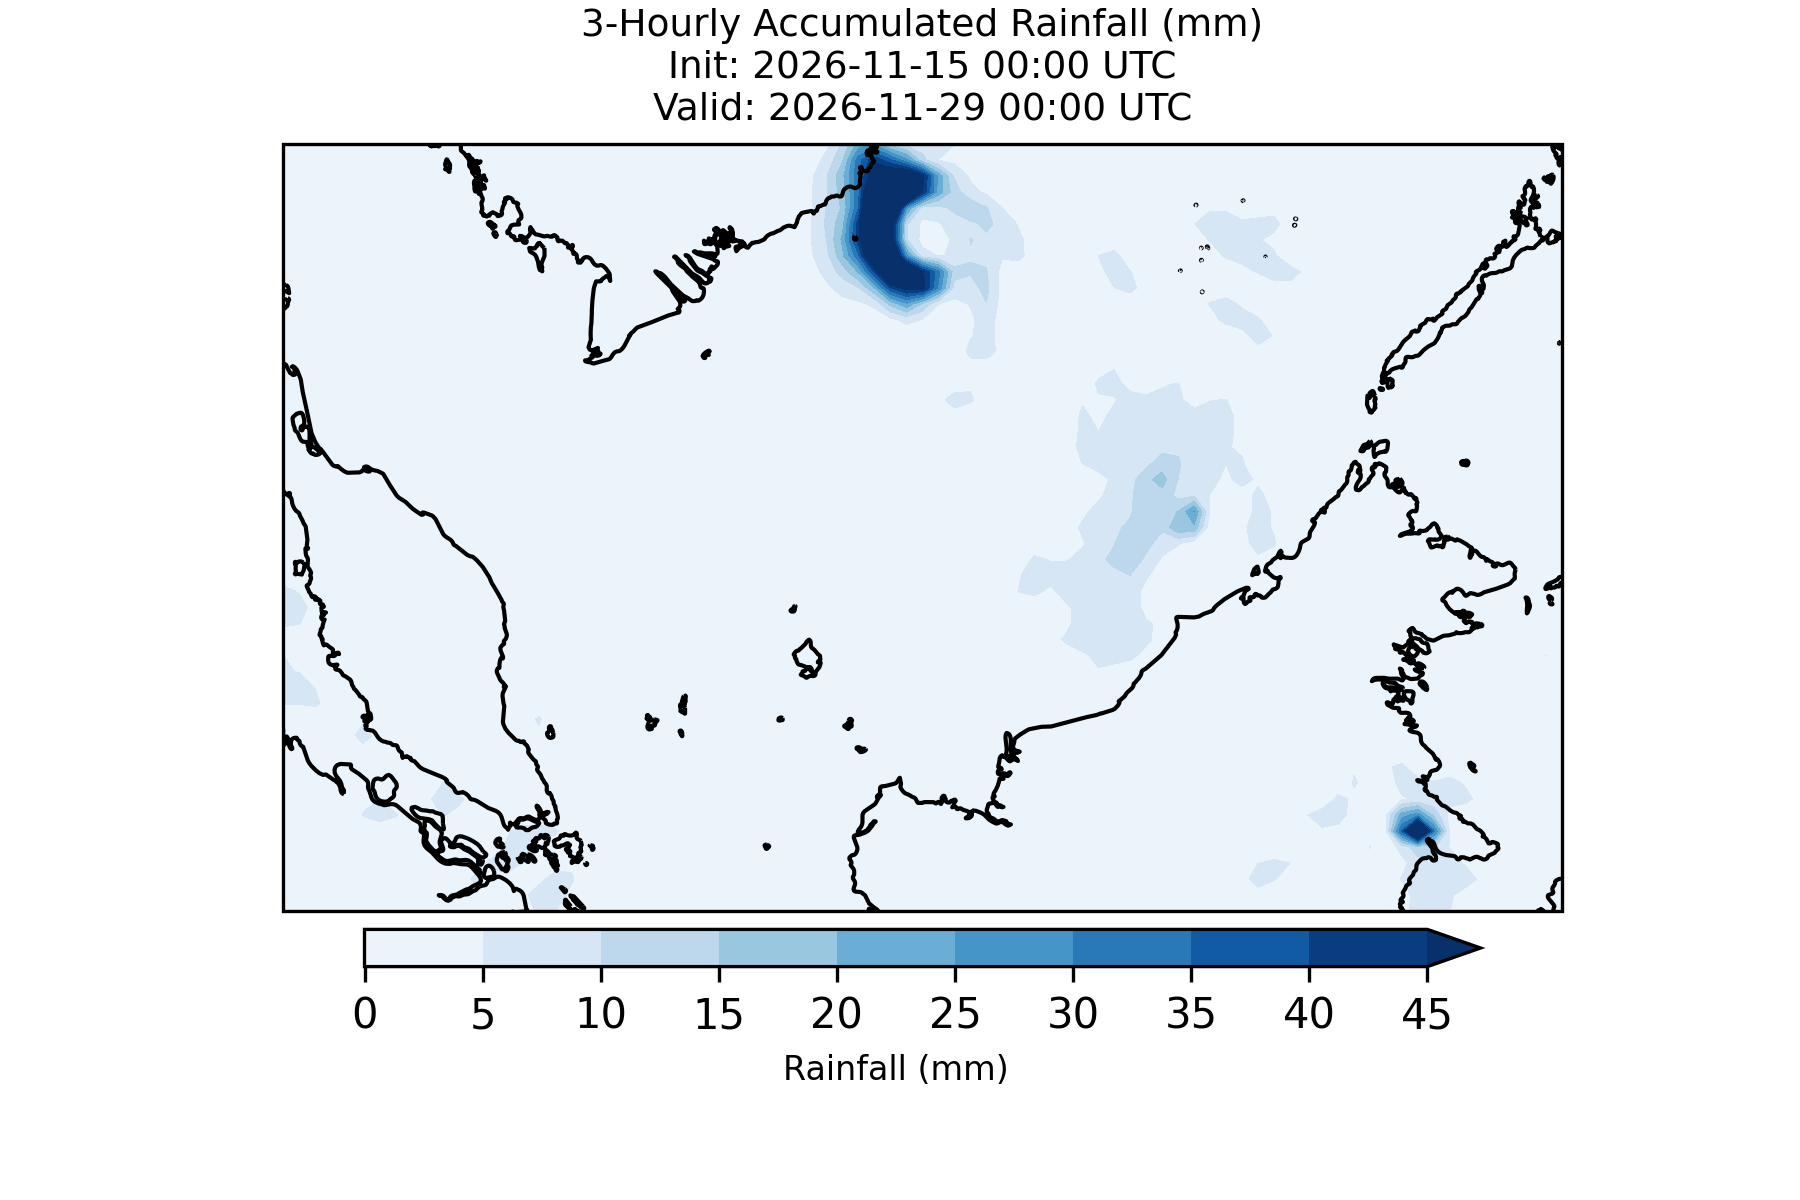 3-Hourly Accumulated Rainfall (mm)
Init: 2026-11-15 00:00 UTC
Valid: 2026-11-29 00:00 UTC
0 5 10 15 20 25 30 35 40 45
Rainfall (mm)